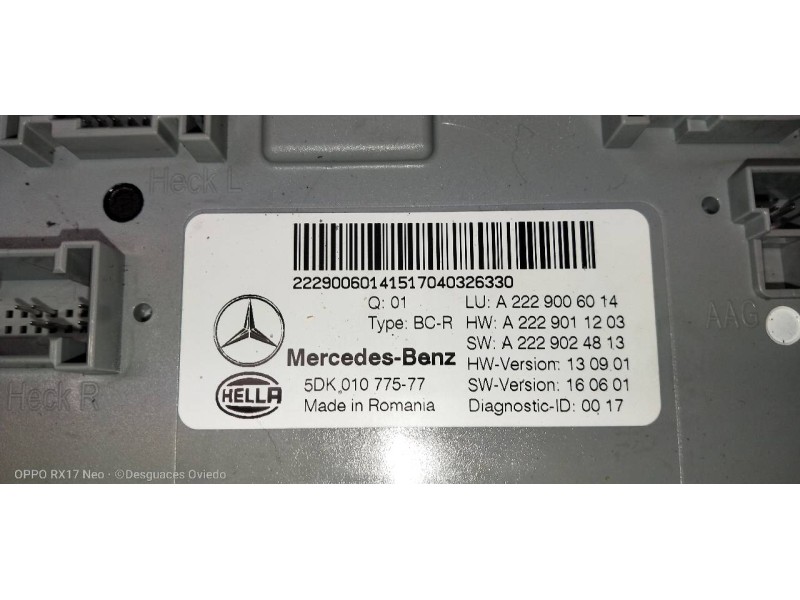 Heck L
222900601415170403263​30
Q: 01 LU: A 222 900 60 14
Type: BC-R HW: A 222 901 12 03
SW: A 222 902 48 13
Mercedes-Benz HW-Version: 13 09 01
5DK 010 775-77 SW-Version: 16 06 01
HELLA Made in Romania Diagnostic-ID: 00 17
Heck R
AAG
OPPO RX17 Neo · ©Desguaces Oviedo